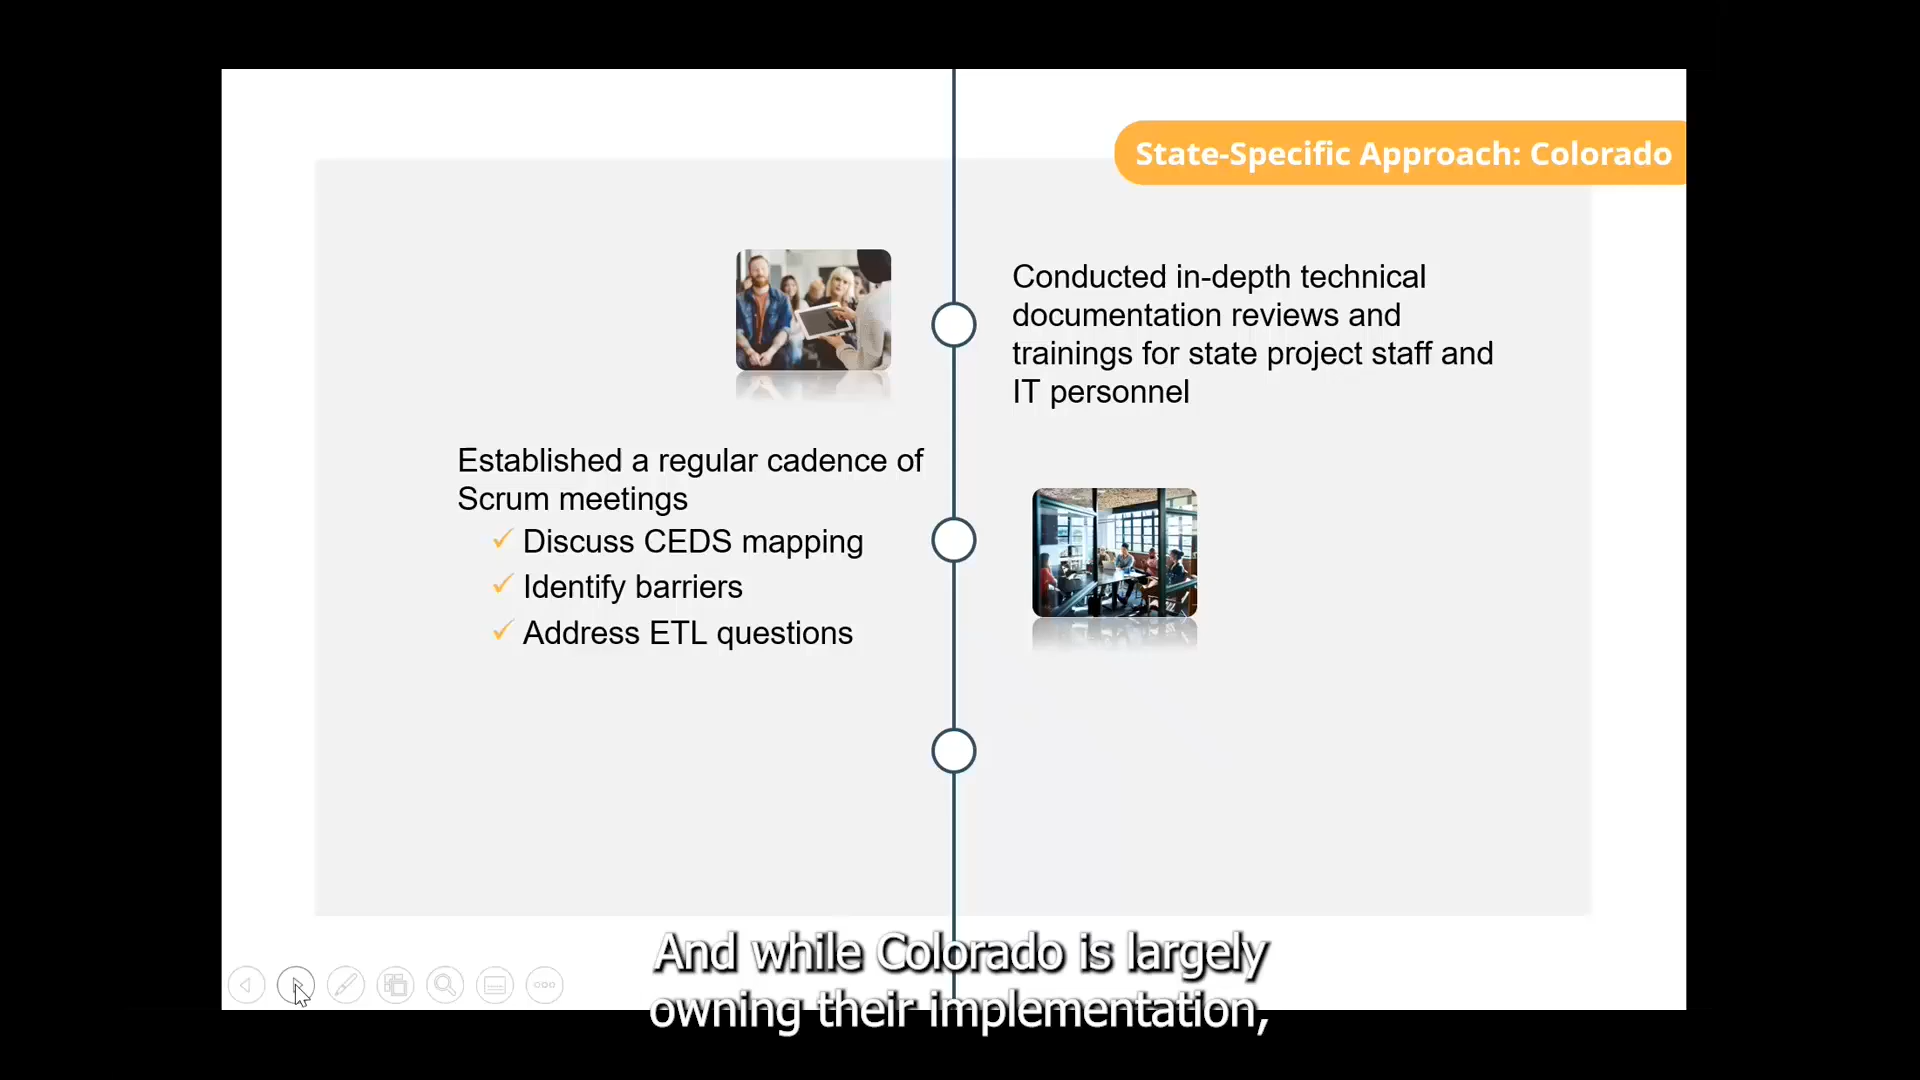 State-Specific Approach: Colorado
Conducted in-depth technical
documentation reviews and
trainings for state project staff and
IT personnel
Established a regular cadence of
Scrum meetings
✓ Discuss CEDS mapping
✓ Identify barriers
✓ Address ETL questions
And while Colorado is largely
owning their implementation,